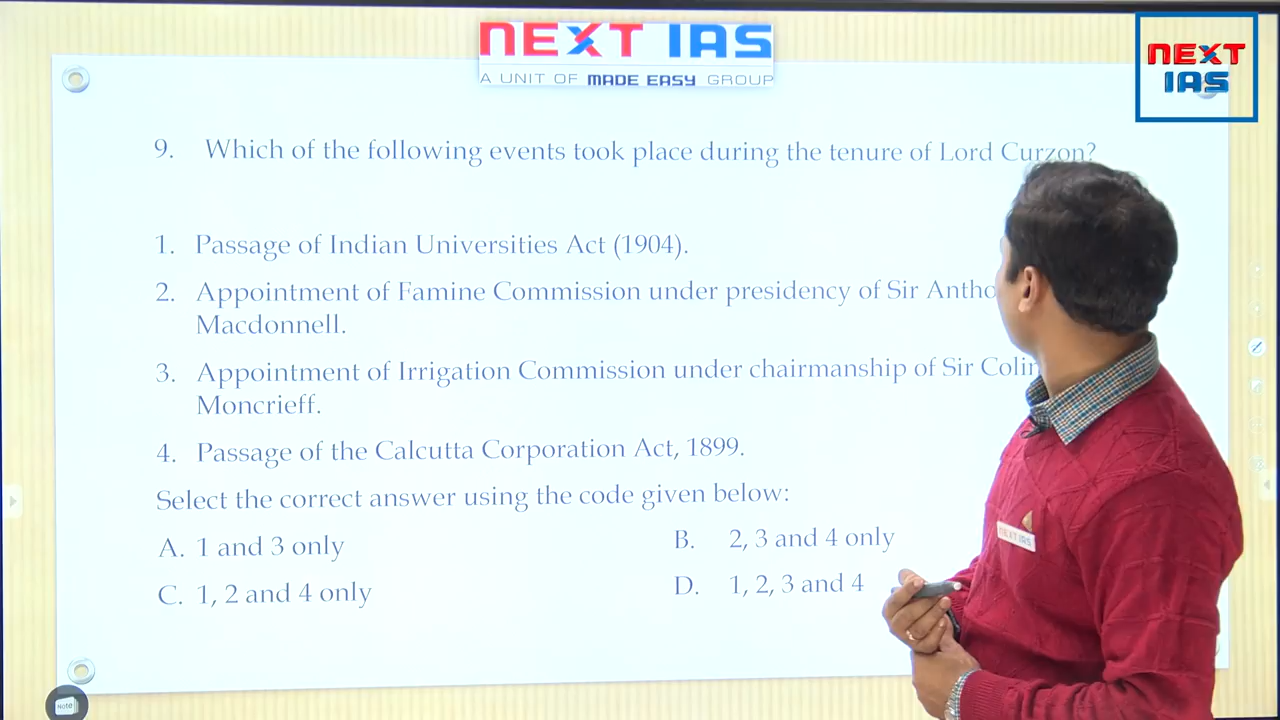 NEXT IAS
A UNIT OF MADE EASY GROUP
NEXT
IAS
9. Which of the following events took place during the tenure of Lord Curzon?
1. Passage of Indian Universities Act (1904).
2. Appointment of Famine Commission under presidency of Sir
Macdonnell.
3. Appointment of Irrigation Commission under chairmanship of Sir
Moncrieff.
4. Passage of the Calcutta Corporation Act, 1899.
Select the correct answer using the code given below:
A. 1 and 3 only B. 2, 3 and 4 only
C. 1, 2 and 4 only D. 1, 2, 3 and 4
NEXT IAS
Note